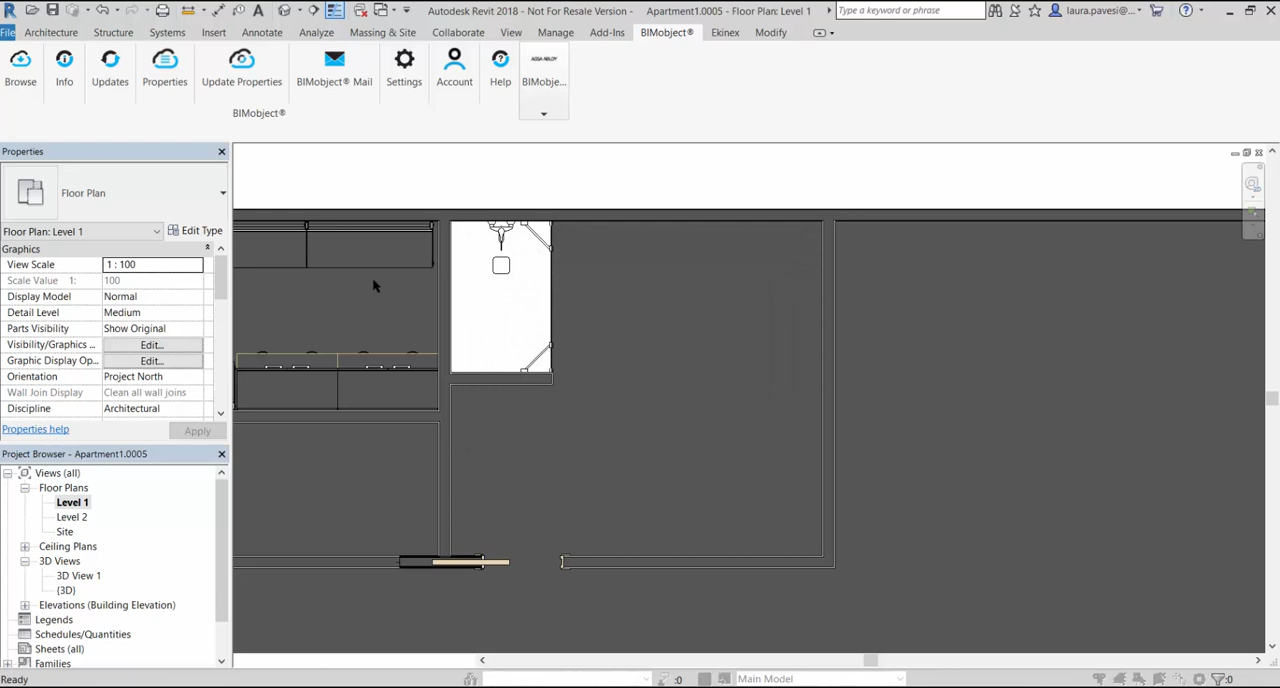 Autodesk Revit 2018 - Not For Resale Version - Apartment1.0005 - Floor Plan: Level 1
Type a keyword or phrase
laura.pavesi@...
File Architecture Structure Systems Insert Annotate Analyze Massing & Site Collaborate View Manage Add-Ins BIMobject® Ekinex Modify
Browse Info Updates Properties Update Properties BIMobject® Mail Settings Account Help BIMobje...
ASSA ABLOY
BIMobject®
Properties
Floor Plan
Floor Plan: Level 1
Edit Type
Graphics
View Scale 1 : 100
Scale Value 1: 100
Display Model Normal
Detail Level Medium
Parts Visibility Show Original
Visibility/Graphics ... Edit...
Graphic Display Op... Edit...
Orientation Project North
Wall Join Display Clean all wall joins
Discipline Architectural
Properties help
Apply
Project Browser - Apartment1.0005
Views (all)
Floor Plans
Level 1
Level 2
Site
Ceiling Plans
3D Views
3D View 1
{3D}
Elevations (Building Elevation)
Legends
Schedules/Quantities
Sheets (all)
Families
Ready
:0
Main Model
:0